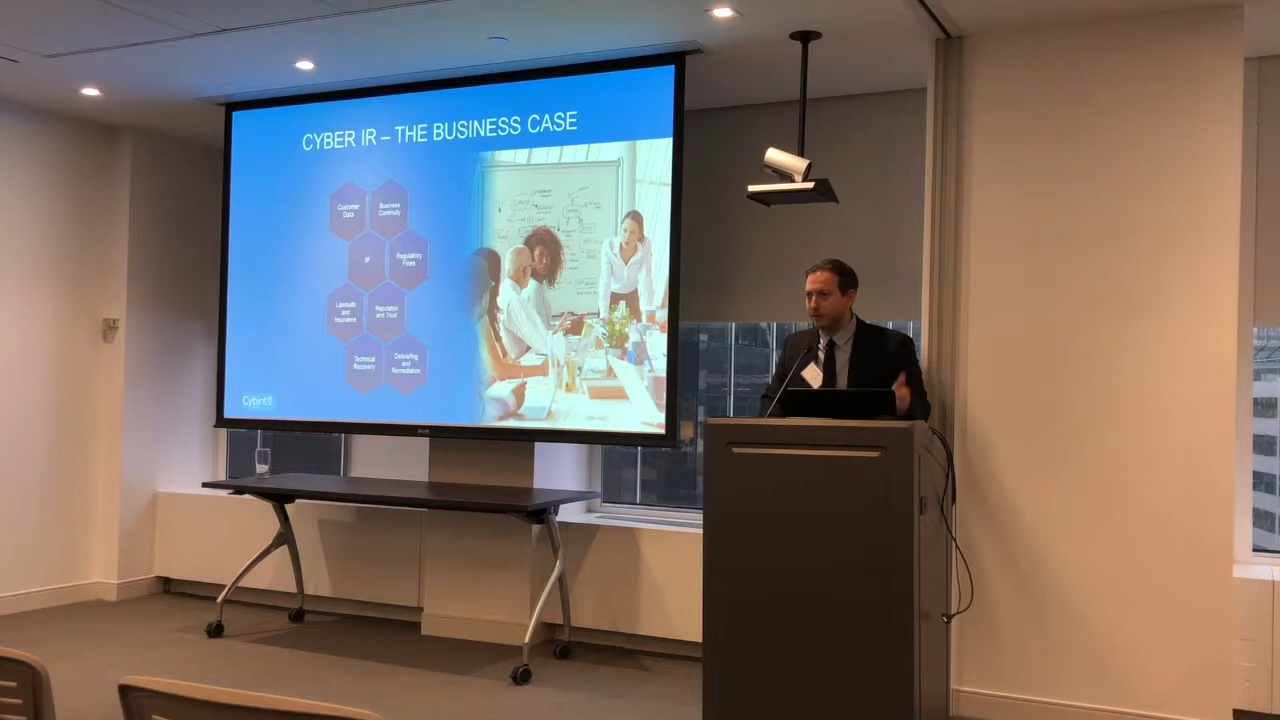 CYBER IR – THE BUSINESS CASE
Customer
Data
Business
Continuity
IP
Regulatory
Fines
Lawsuits
and
Insurance
Reputation
and Trust
Technical
Recovery
Debriefing
and
Remediation
Cybint